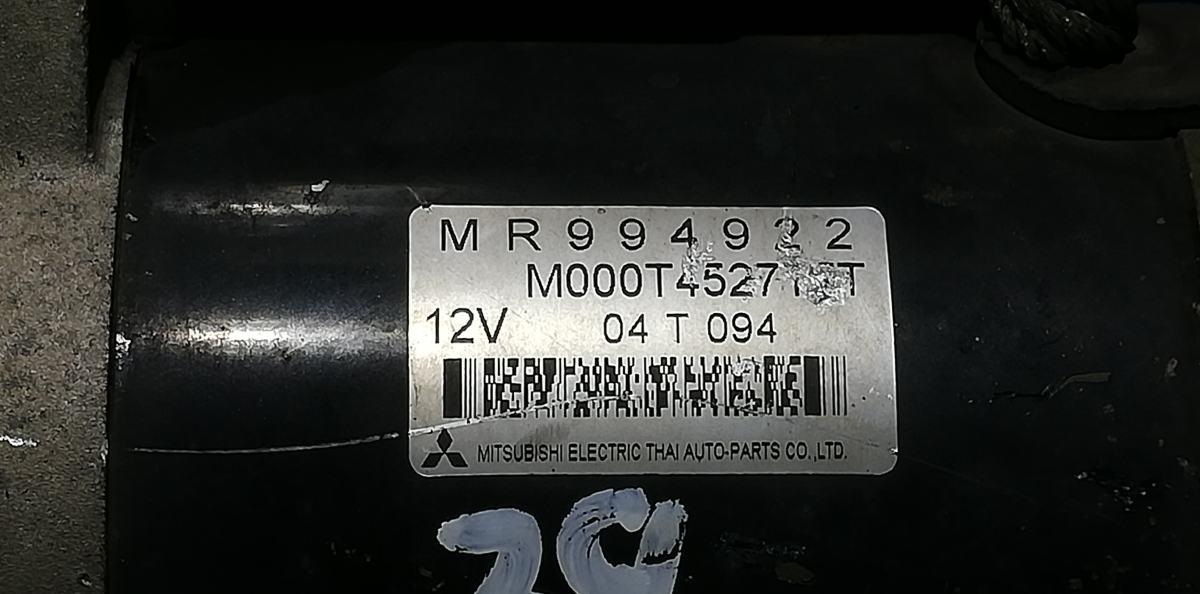 MR994922
12V 04 T 094
MITSUBISHI ELECTRIC THAI AUTO-PARTS CO.,LTD.